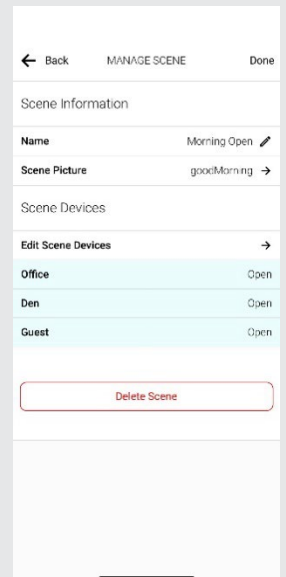 Back MANAGE SCENE Done
Scene Information
Name Morning Open
Scene Picture goodMorning
Scene Devices
Edit Scene Devices
Office Open
Den Open
Guest Open
Delete Scene